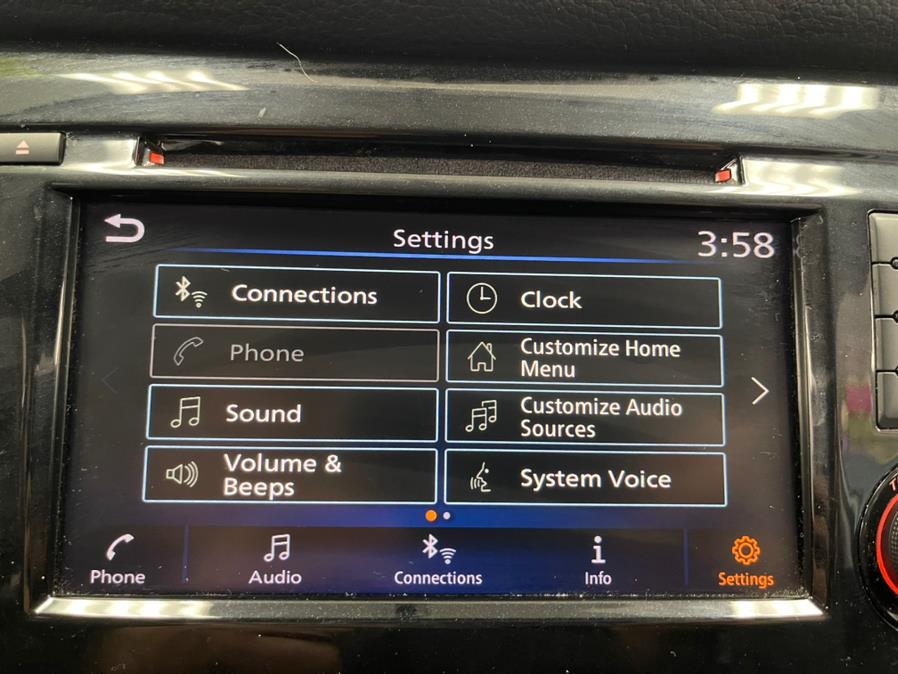 Settings
3:58
Connections
Clock
Phone
Customize Home
Menu
Sound
Customize Audio
Sources
Volume &
Beeps
System Voice
Phone
Audio
Connections
Info
Settings